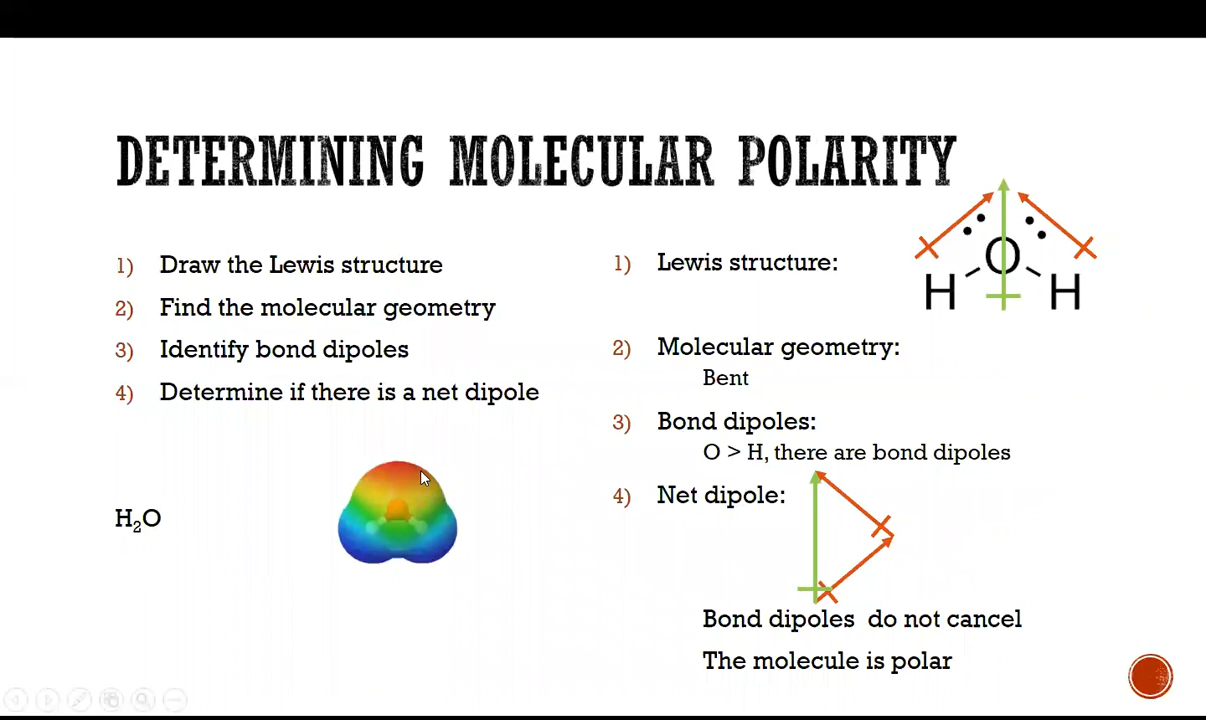 DETERMINING MOLECULAR POLARITY
1) Draw the Lewis structure
2) Find the molecular geometry
3) Identify bond dipoles
4) Determine if there is a net dipole
H₂O
1) Lewis structure:
O
H H
2) Molecular geometry:
Bent
3) Bond dipoles:
O > H, there are bond dipoles
4) Net dipole:
Bond dipoles do not cancel
The molecule is polar